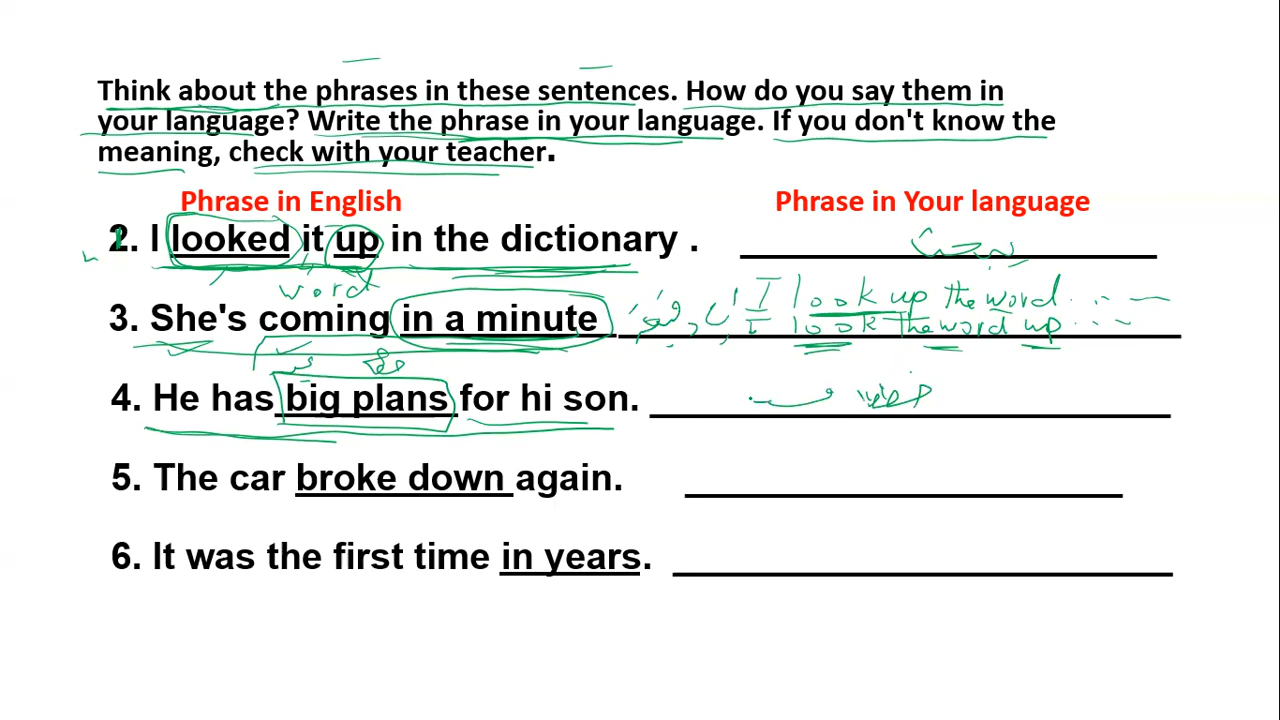 Think about the phrases in these sentences. How do you say them in
your language? Write the phrase in your language. If you don't know the
meaning, check with your teacher.
Phrase in English Phrase in Your language
2. I looked it up in the dictionary .
word
I look up the word
3. She's coming in a minute
I look the word up
4. He has big plans for hi son.
5. The car broke down again.
6. It was the first time in years.